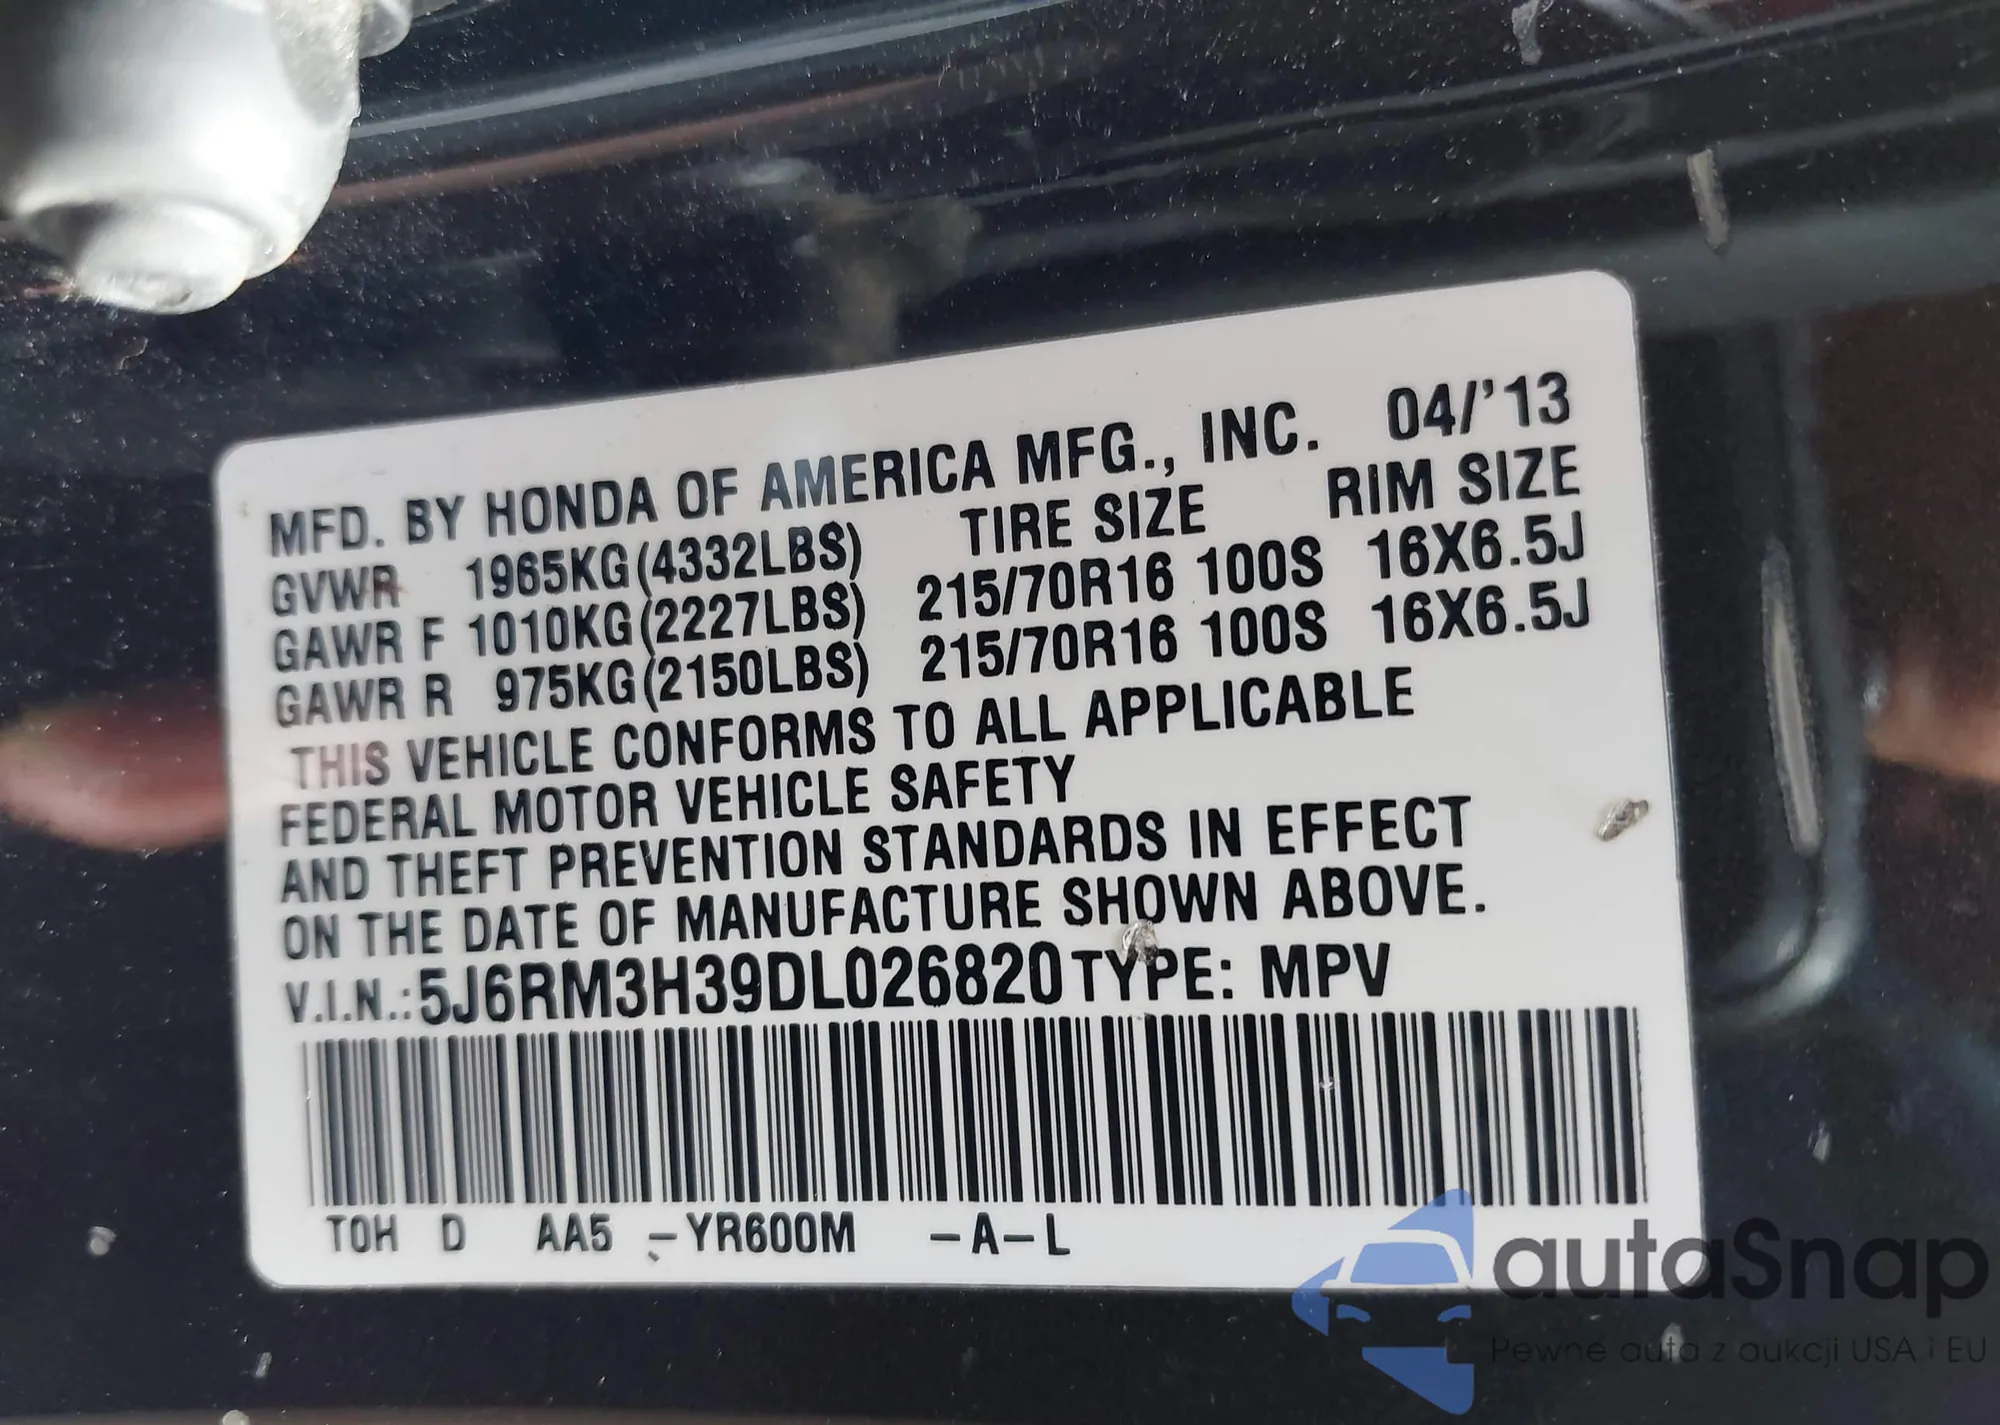 MFD. BY HONDA OF AMERICA MFG., INC. 04/'13
GVWR 1965KG(4332LBS) TIRE SIZE RIM SIZE
GAWR F 1010KG(2227LBS) 215/70R16 100S 16X6.5J
GAWR R 975KG(2150LBS) 215/70R16 100S 16X6.5J
THIS VEHICLE CONFORMS TO ALL APPLICABLE
FEDERAL MOTOR VEHICLE SAFETY
AND THEFT PREVENTION STANDARDS IN EFFECT
ON THE DATE OF MANUFACTURE SHOWN ABOVE.
V.I.N.:5J6RM3H39DL026820 TYPE: MPV
TOH D AA5 -YR600M -A-L
autaSnap
Pewne auta z aukcji USA i EU